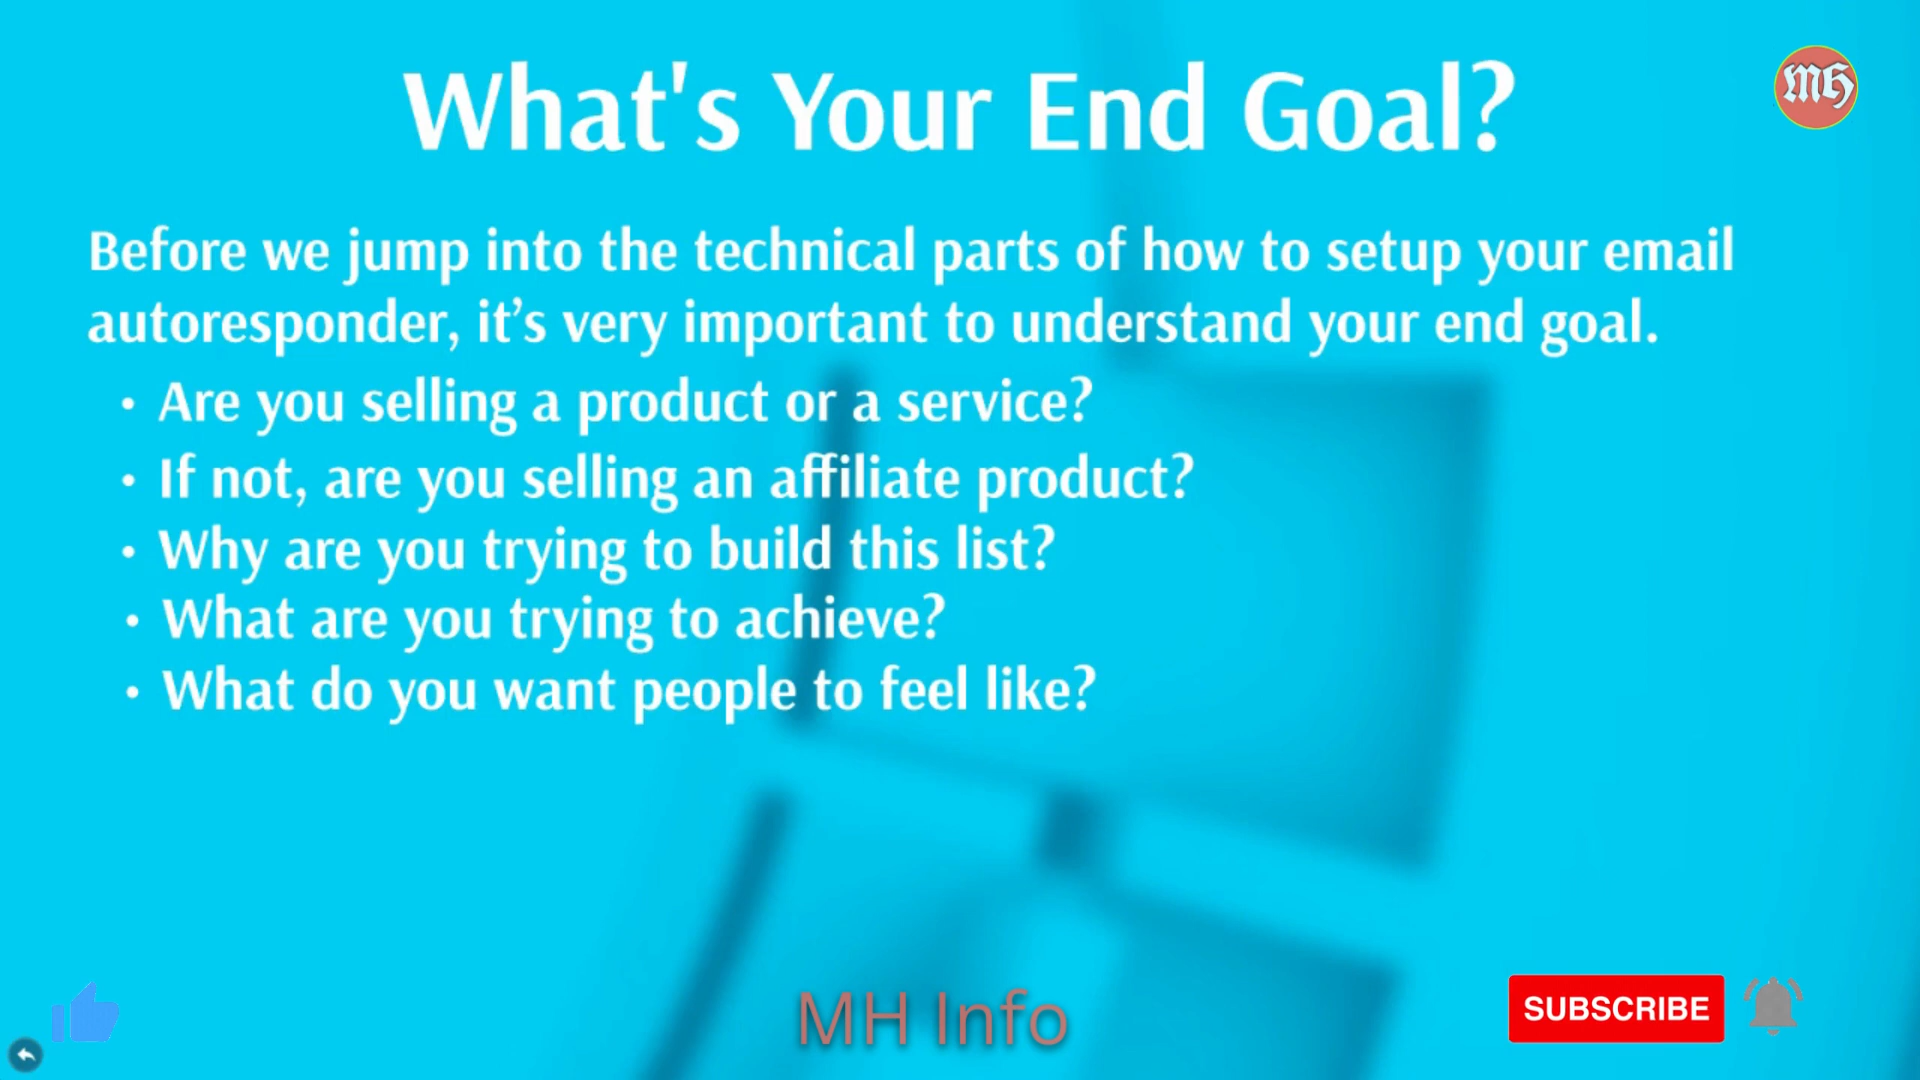 What's Your End Goal?
MH
Before we jump into the technical parts of how to setup your email
autoresponder, it’s very important to understand your end goal.
• Are you selling a product or a service?
• If not, are you selling an affiliate product?
• Why are you trying to build this list?
• What are you trying to achieve?
• What do you want people to feel like?
MH Info
SUBSCRIBE